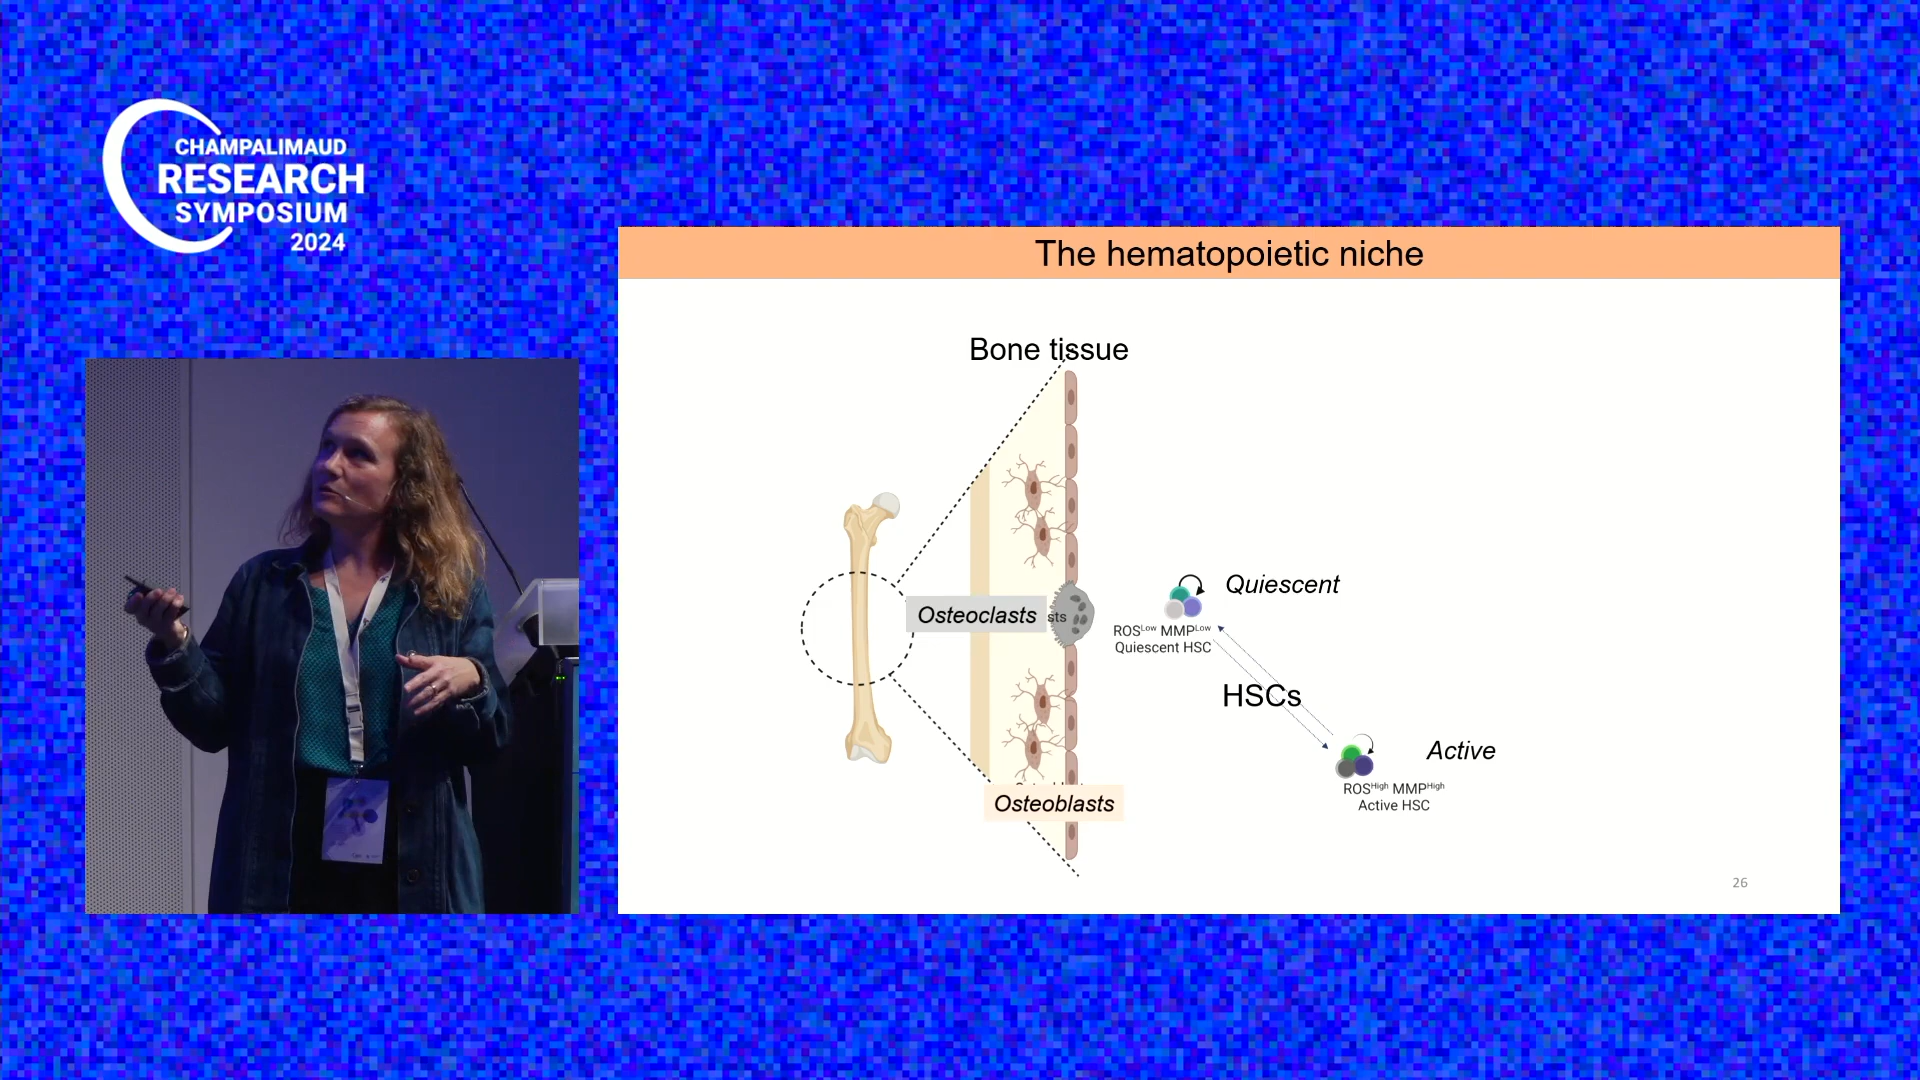 CHAMPALIMAUD
RESEARCH
SYMPOSIUM
2024
The hematopoietic niche
Bone tissue
Osteoclasts
sts
Quiescent
ROSLow MMPLow
Quiescent HSC
HSCs
Active
ROSHigh MMPHigh
Active HSC
Osteoblasts
26